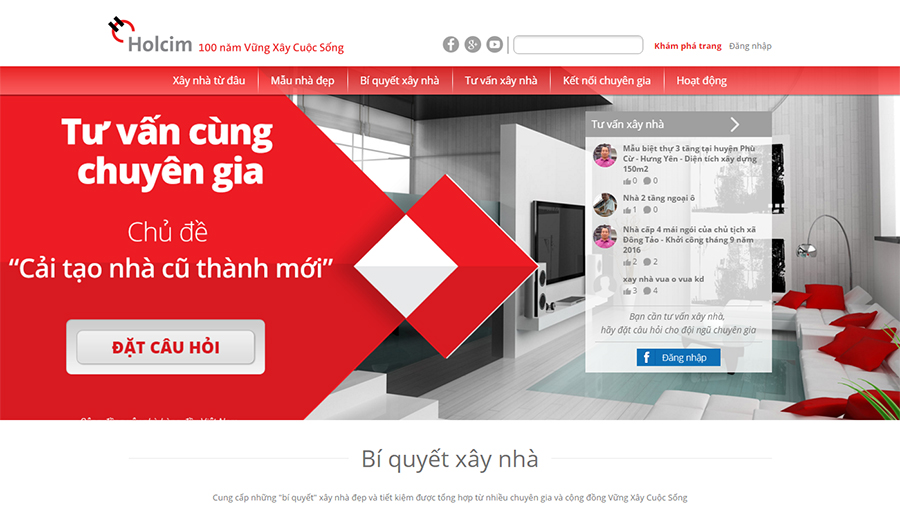 Holcim 100 năm Vững Xây Cuộc Sống
Khám phá trang Đăng nhập
Xây nhà từ đâu Mẫu nhà đẹp Bí quyết xây nhà Tư vấn xây nhà Kết nối chuyên gia Hoạt động
Tư vấn cùng
chuyên gia
Chủ đề
“Cải tạo nhà cũ thành mới”
ĐẶT CÂU HỎI
Tư vấn xây nhà
Mẫu biệt thự 3 tầng tại huyện Phù
Cừ - Hưng Yên - Diện tích xây dựng
150m2
0 0
Nhà 2 tầng ngoại ô
1 0
Nhà cấp 4 mái ngói của chủ tịch xã
Đông Tảo - Khởi công tháng 9 năm
2016
2 2
xay nhà vua o vua kd
3 4
Bạn cần tư vấn xây nhà,
hãy đặt câu hỏi cho đội ngũ chuyên gia
f Đăng nhập
Bí quyết xây nhà
Cung cấp những "bí quyết" xây nhà đẹp và tiết kiệm được tổng hợp từ nhiều chuyên gia và cộng đồng Vững Xây Cuộc Sống